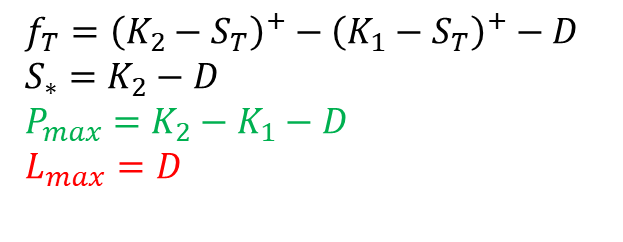 f_T = (K_2 − S_T)^+ − (K_1 − S_T)^+ − D
S_* = K_2 − D
P_max = K_2 − K_1 − D
L_max = D